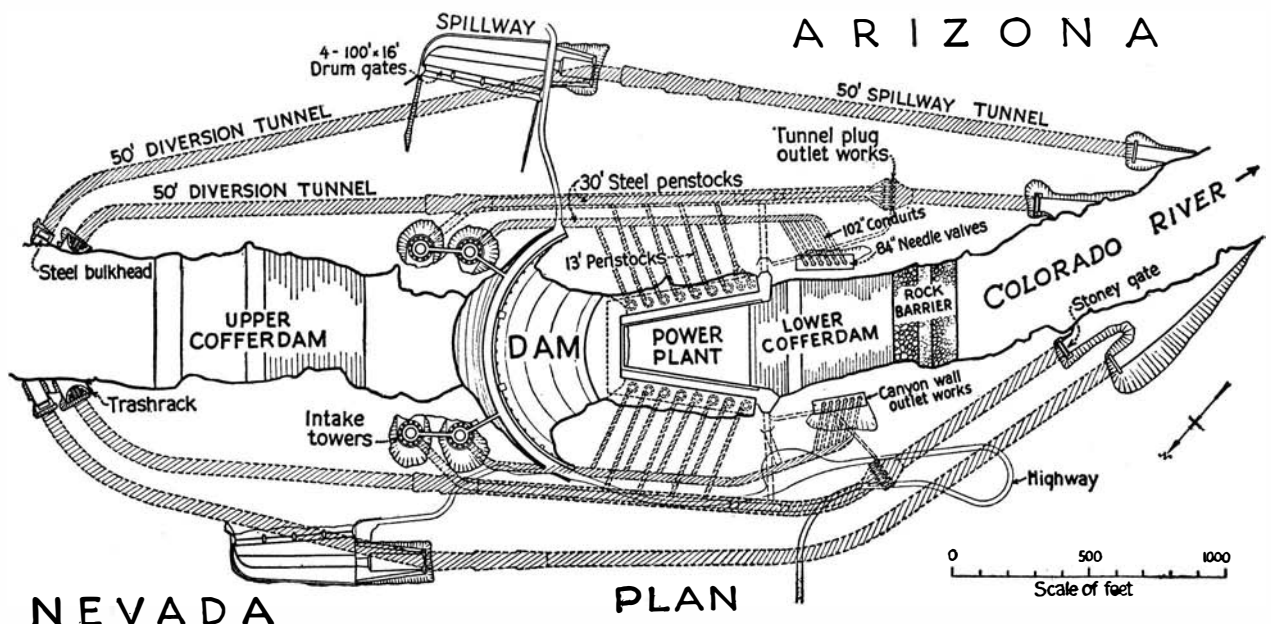 SPILLWAY
ARIZONA
4 - 100' x 16'
Drum gates
50' DIVERSION TUNNEL
50' SPILLWAY TUNNEL
Tunnel plug
outlet works
50' DIVERSION TUNNEL
30' Steel penstocks
102" Conduits
84" Needle valves
13' Penstocks
Steel bulkhead
COLORADO RIVER
Stoney gate
UPPER
COFFERDAM
DAM
POWER
PLANT
LOWER
COFFERDAM
ROCK
BARRIER
Trashrack
Intake
towers
Canyon wall
outlet works
Highway
0 500 1000
Scale of feet
NEVADA
PLAN